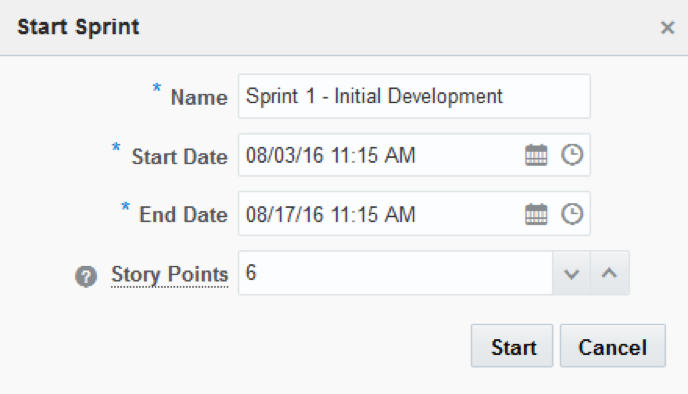 Start Sprint ×
* Name Sprint 1 - Initial Development
* Start Date 08/03/16 11:15 AM
* End Date 08/17/16 11:15 AM
? Story Points 6
Start Cancel